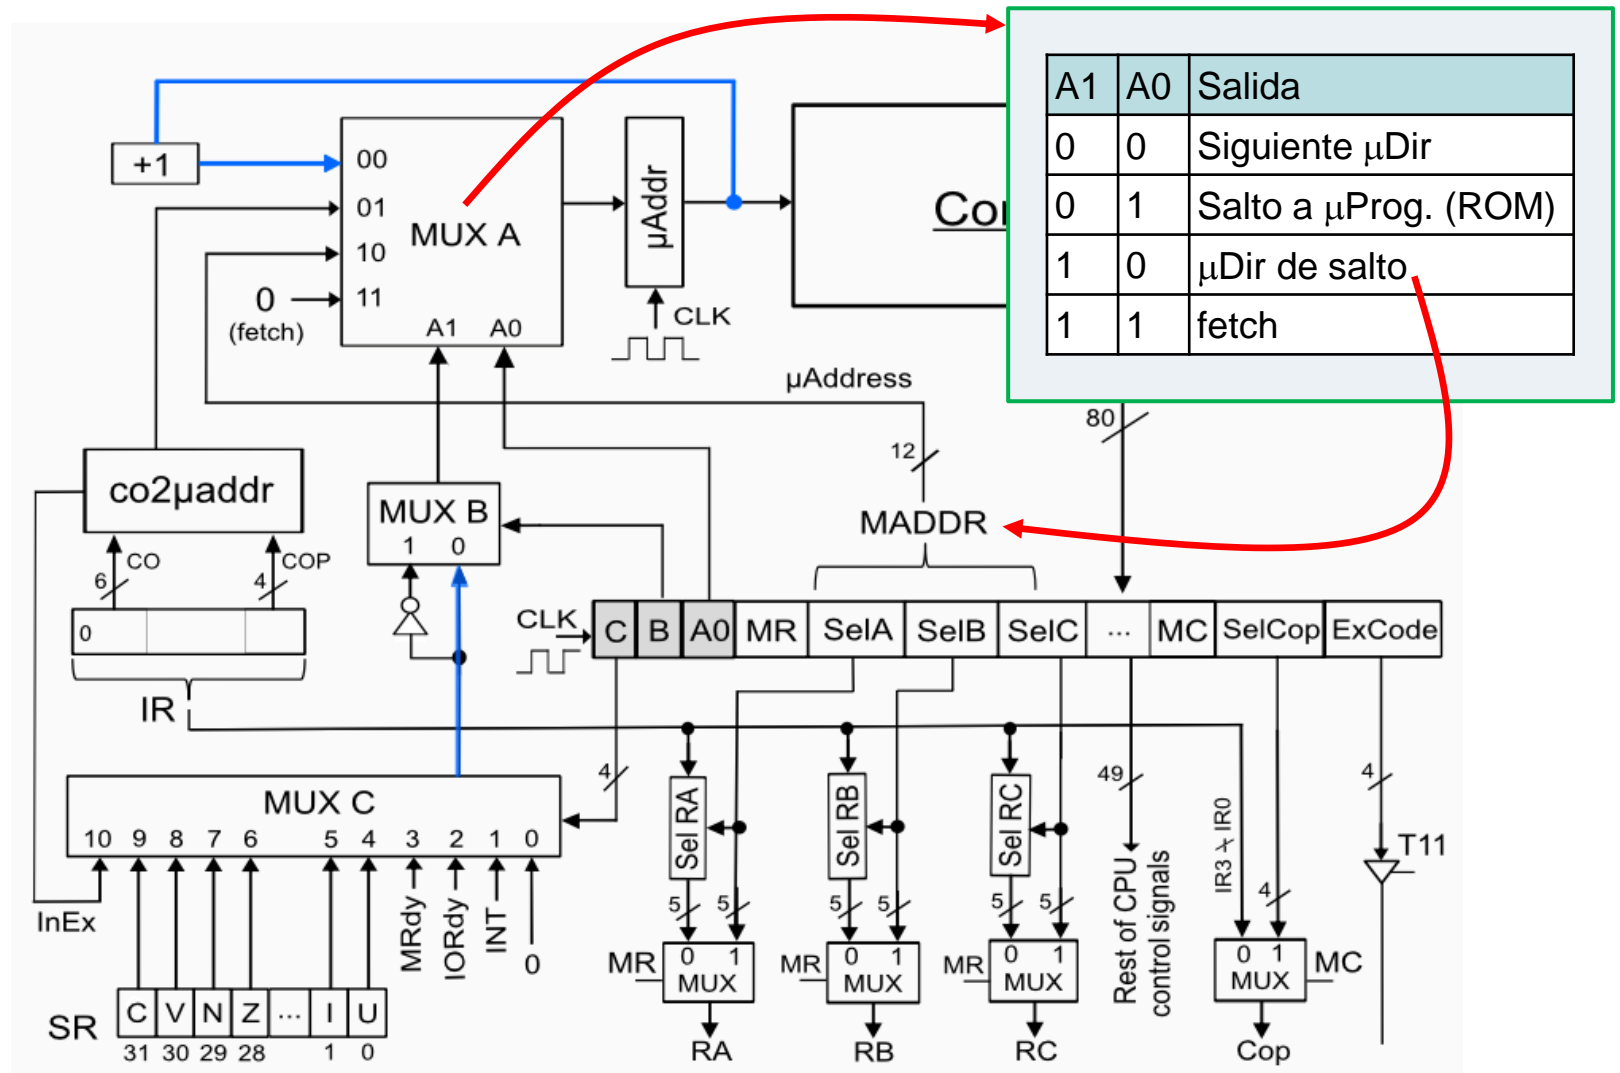 A1 A0 Salida
0 0 Siguiente μDir
0 1 Salto a μProg. (ROM)
1 0 μDir de salto
1 1 fetch
+1
00
01
10
11
MUX A
A1 A0
0
(fetch)
μAddr
CLK
Co
μAddress
12
80
co2μaddr
CO
6
COP
4
0
IR
MUX B
1 0
MADDR
CLK
C B A0 MR SelA SelB SelC ... MC SelCop ExCode
4
MUX C
10 9 8 7 6 5 4 3 2 1 0
InEx
MRdy
IORdy
INT
0
SR
C V N Z ... I U
31 30 29 28 1 0
Sel RA
5 5
MR
0 1
MUX
RA
Sel RB
5 5
MR
0 1
MUX
RB
Sel RC
5 5
MR
0 1
MUX
RC
49
Rest of CPU
control signals
IR3 IR0
4
0 1
MUX
MC
Cop
4
T11